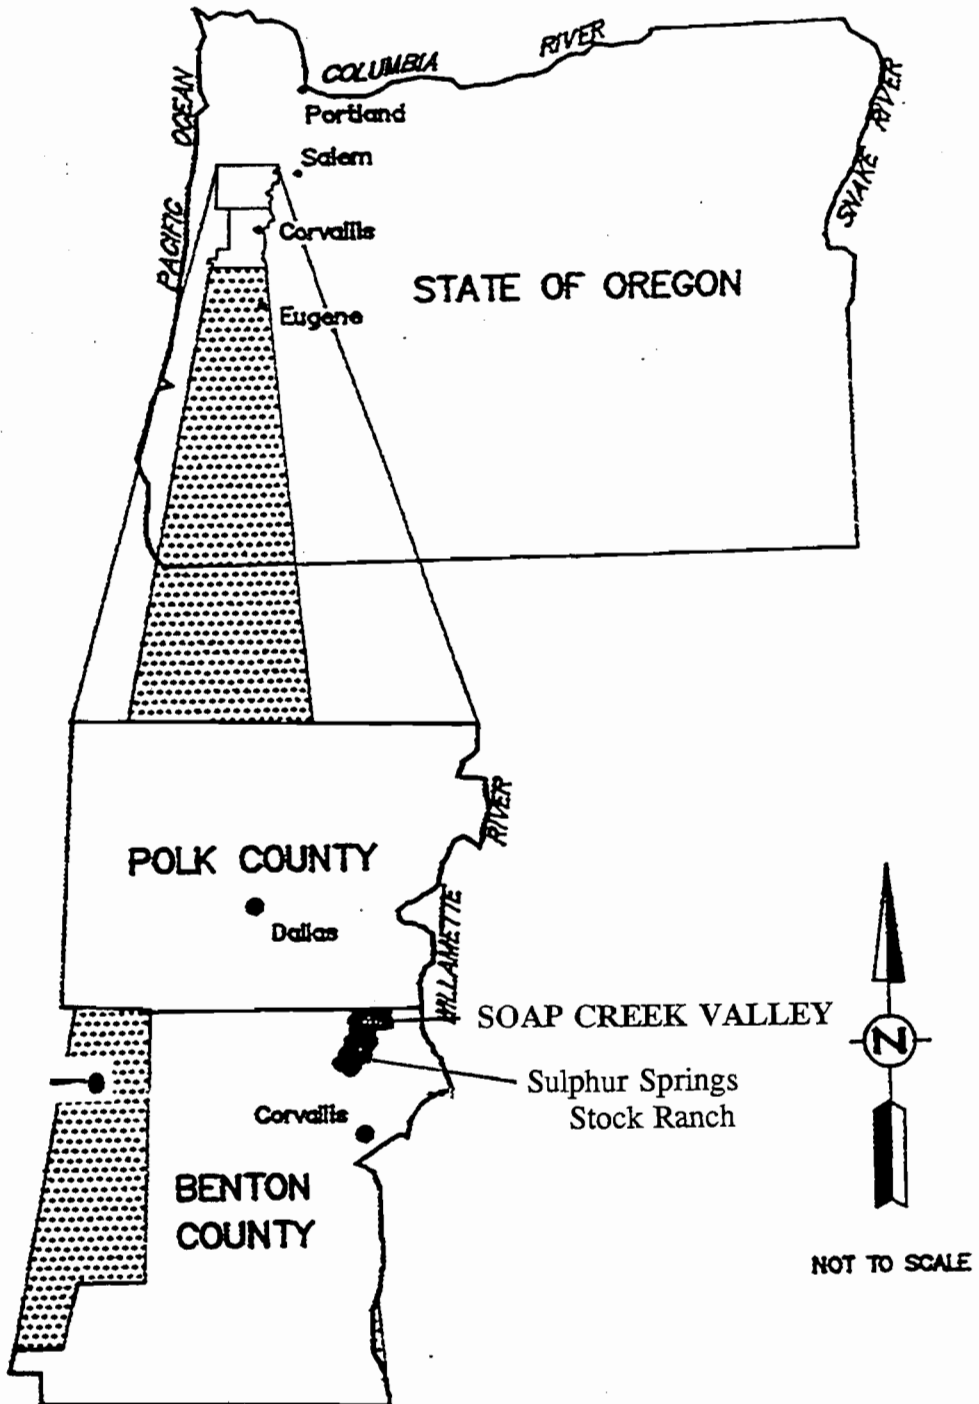 COLUMBIA RIVER
PACIFIC OCEAN
SNAKE RIVER
Portland
Salem
Corvallis
STATE OF OREGON
Eugene
WILLAMETTE RIVER
POLK COUNTY
Dallas
SOAP CREEK VALLEY
Sulphur Springs
Stock Ranch
Corvallis
BENTON
COUNTY
N
NOT TO SCALE